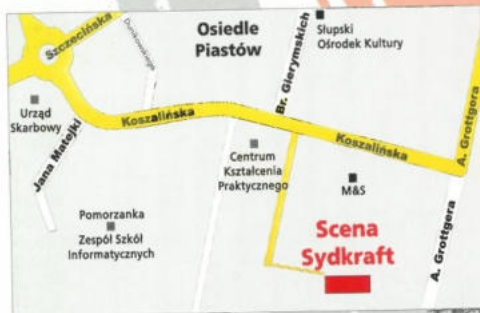 Szczecińska
Dunikowskiego
Osiedle
Piastów
Br. Gierymskich
Słupski
Ośrodek Kultury
Urząd
Skarbowy
Jana Matejki
Koszalińska
Koszalińska
A. Grottgera
Centrum
Kształcenia
Praktycznego
M&S
Pomorzanka
Zespół Szkół
Informatycznych
Scena
Sydkraft
A. Grottgera